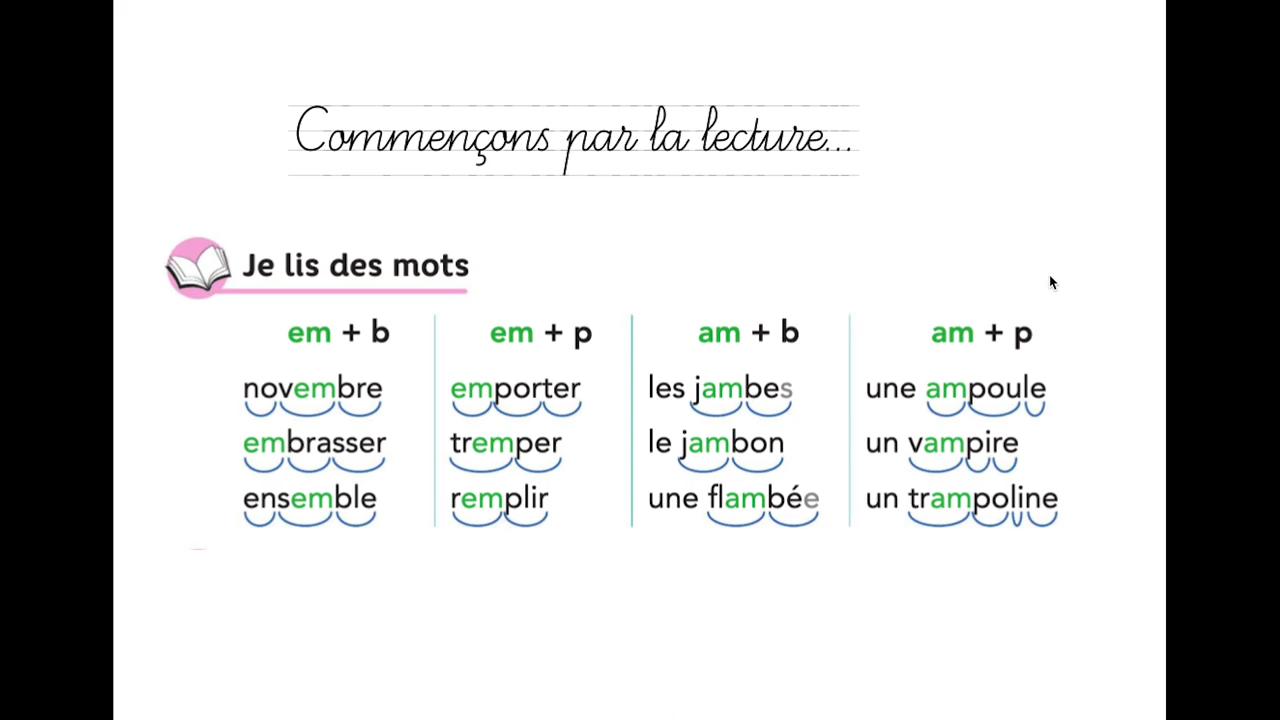 Commençons par la lecture...
Je lis des mots
em + b
novembre
embrasser
ensemble
em + p
emporter
tremper
remplir
am + b
les jambes
le jambon
une flambée
am + p
une ampoule
un vampire
un trampoline